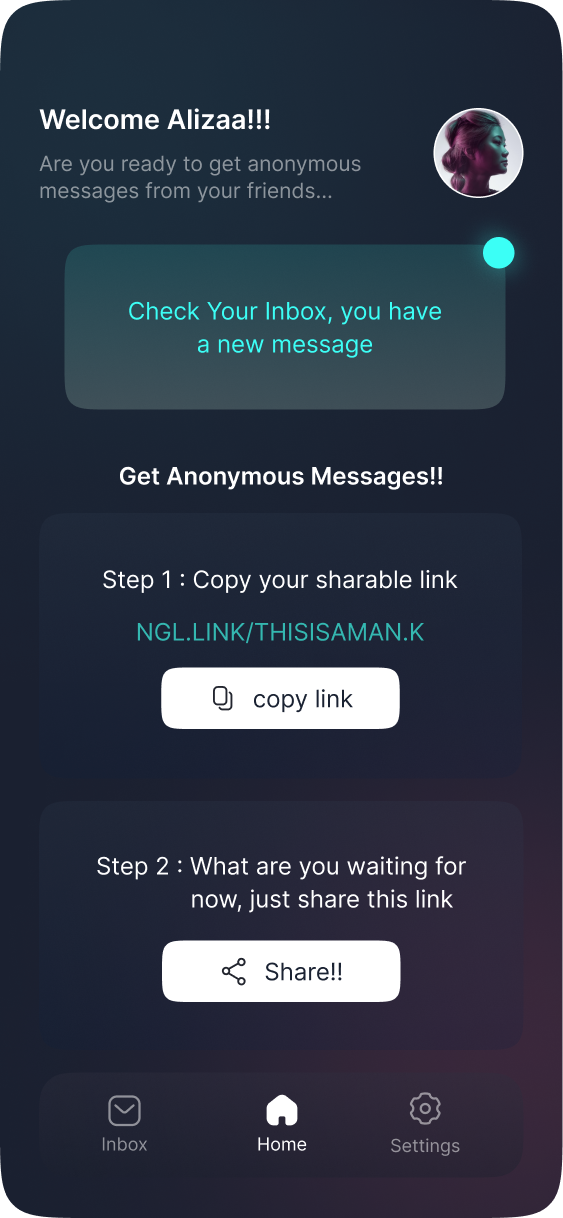 Welcome Alizaa!!!
Are you ready to get anonymous
messages from your friends...
Check Your Inbox, you have
a new message
Get Anonymous Messages!!
Step 1 : Copy your sharable link
NGL.LINK/THISISAMAN.K
copy link
Step 2 : What are you waiting for
now, just share this link
Share!!
Inbox
Home
Settings